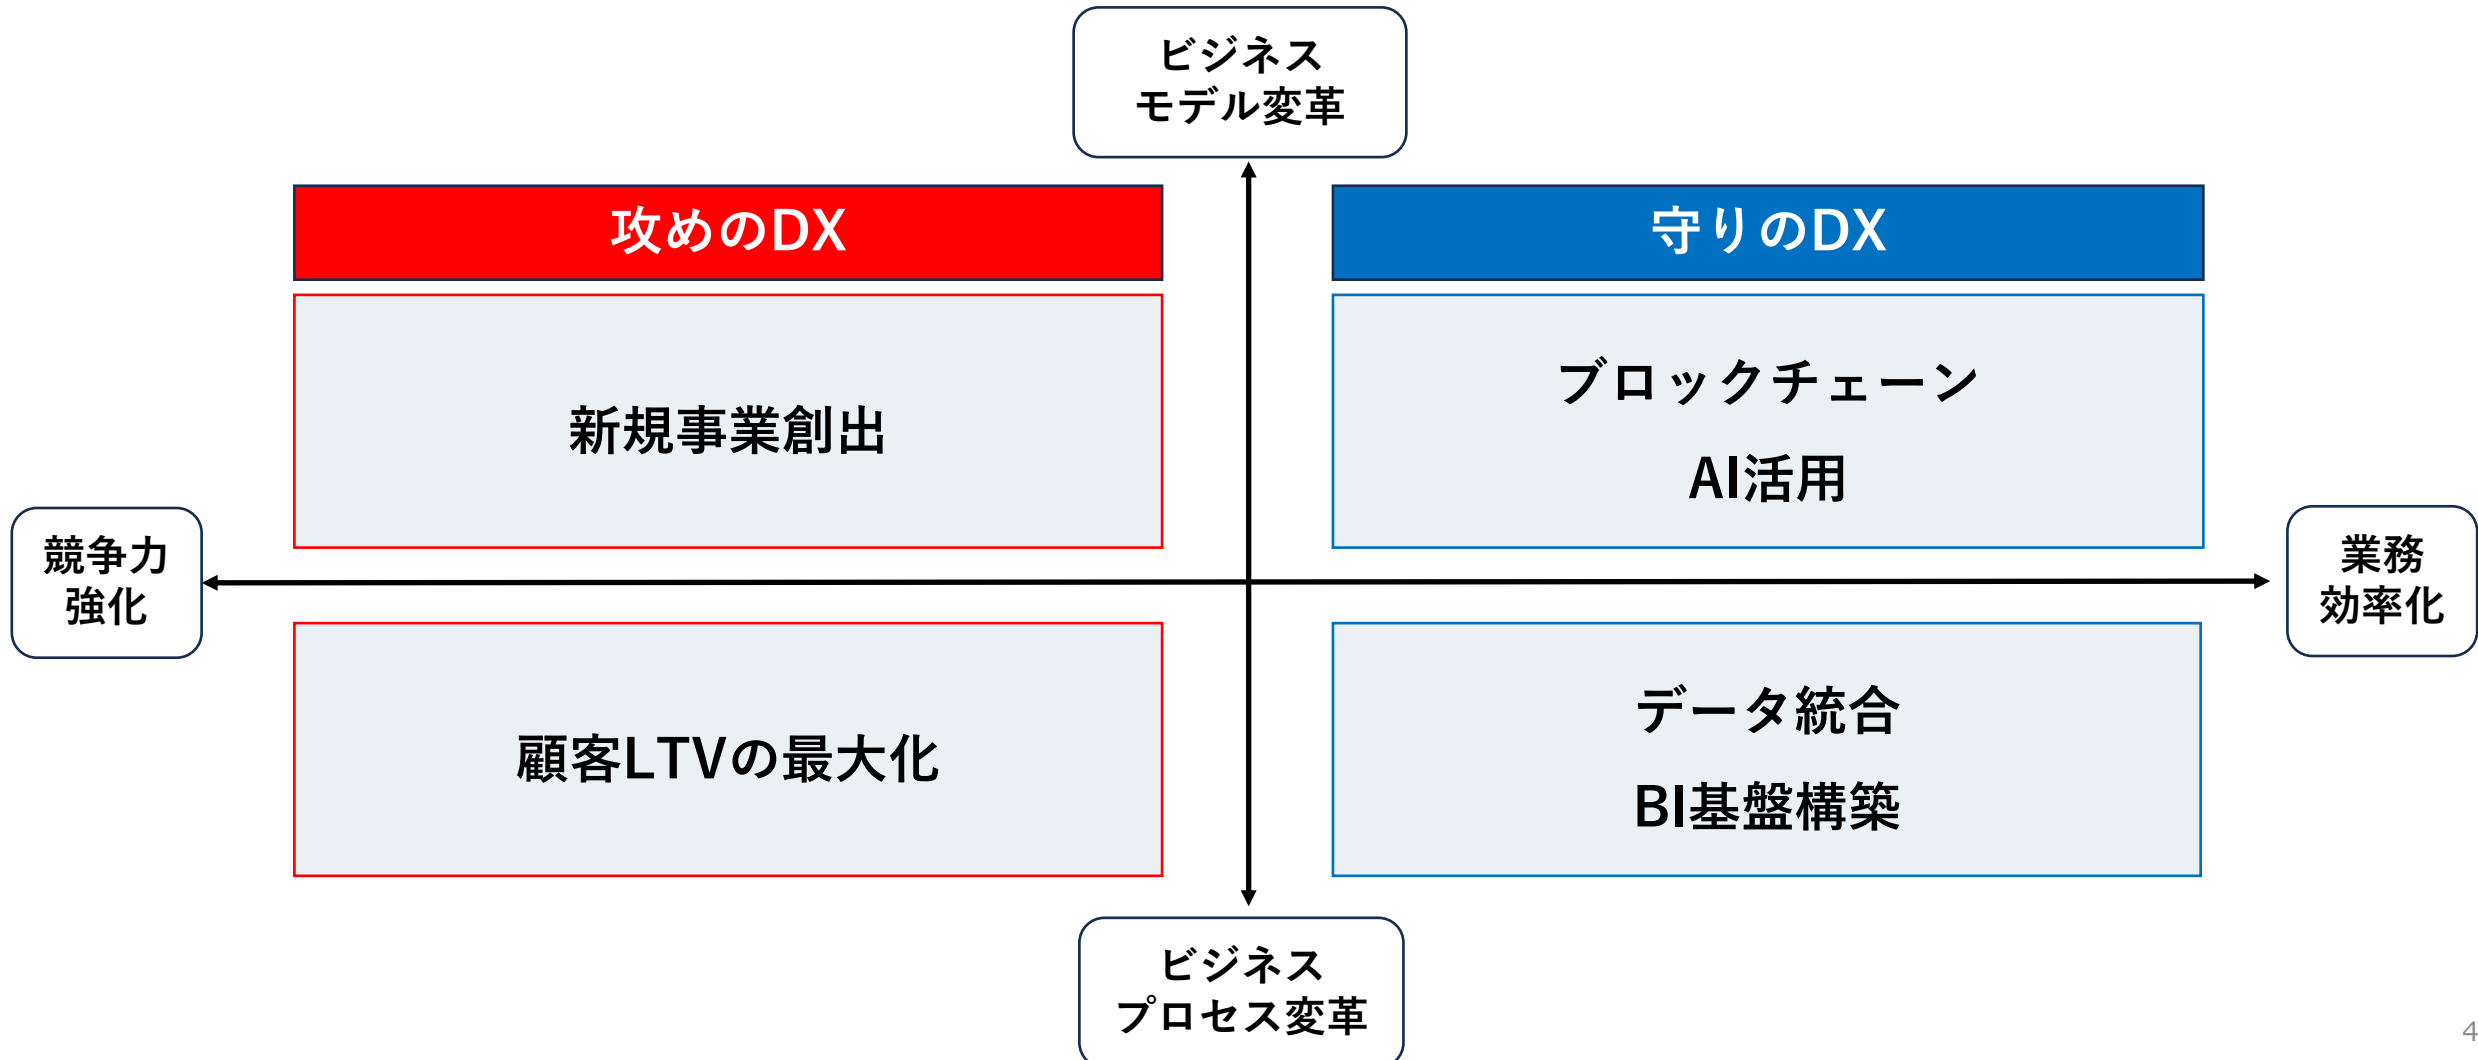 ビジネス
モデル変革
攻めのDX
守りのDX
新規事業創出
ブロックチェーン
AI活用
競争力
強化
業務
効率化
顧客LTVの最大化
データ統合
BI基盤構築
ビジネス
プロセス変革
4